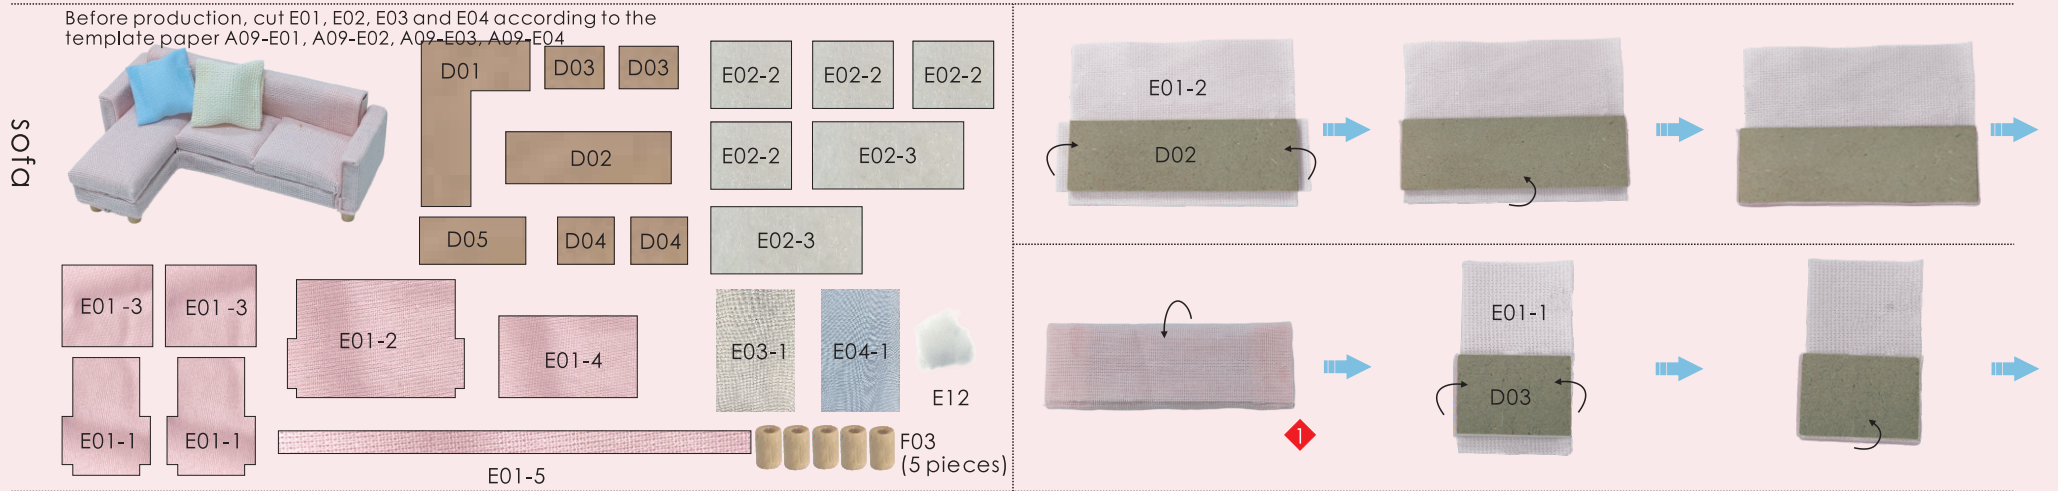 Before production, cut E01, E02, E03 and E04 according to the
template paper A09-E01, A09-E02, A09-E03, A09-E04
sofa
D01
D03
D03
D02
D05
D04
D04
E02-2
E02-2
E02-2
E02-2
E02-3
E02-3
E01 -3
E01 -3
E01-2
E01-4
E03-1
E04-1
E12
E01-1
E01-1
E01-5
F03
(5 pieces)
E01-2
D02
1
E01-1
D03